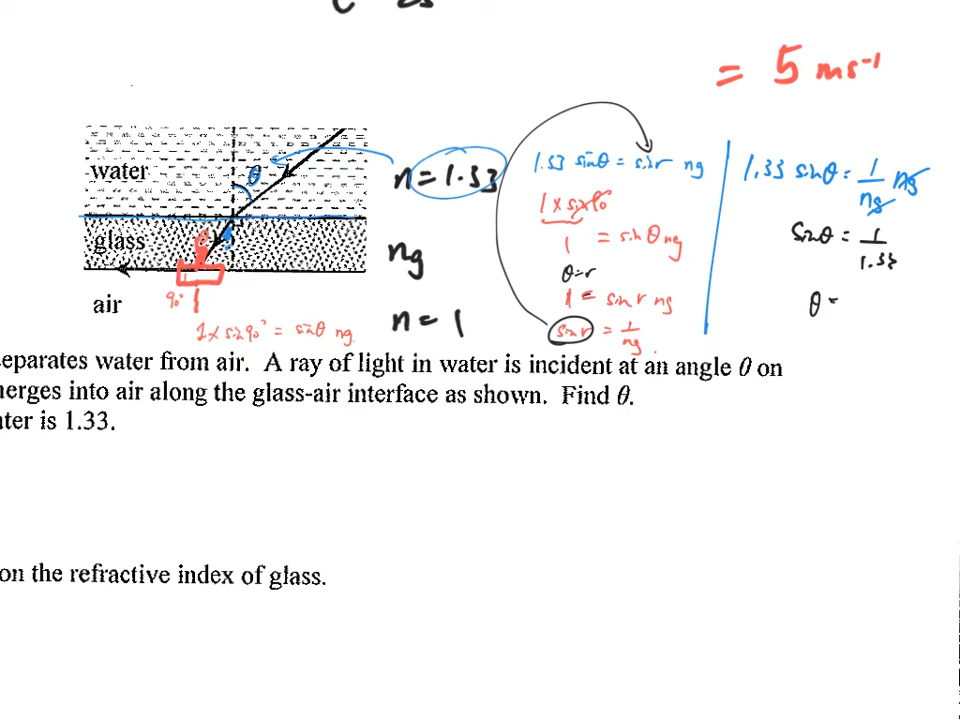 = 5 ms⁻¹
water
θ
n = 1.33
glass
θ
ng
air
90°
n = 1
1 × sin 90° = sin θ ng.
1.33 sin θ = sin r ng
1 × sin 90
1 = sin θ ng
θ = r
1 = sin r ng
sin r = 1/ng.
1.33 sin θ = 1/ng ng
Sin θ = 1/1.33
θ =
eparates water from air. A ray of light in water is incident at an angle θ on
nerges into air along the glass-air interface as shown. Find θ.
ater is 1.33.
on the refractive index of glass.